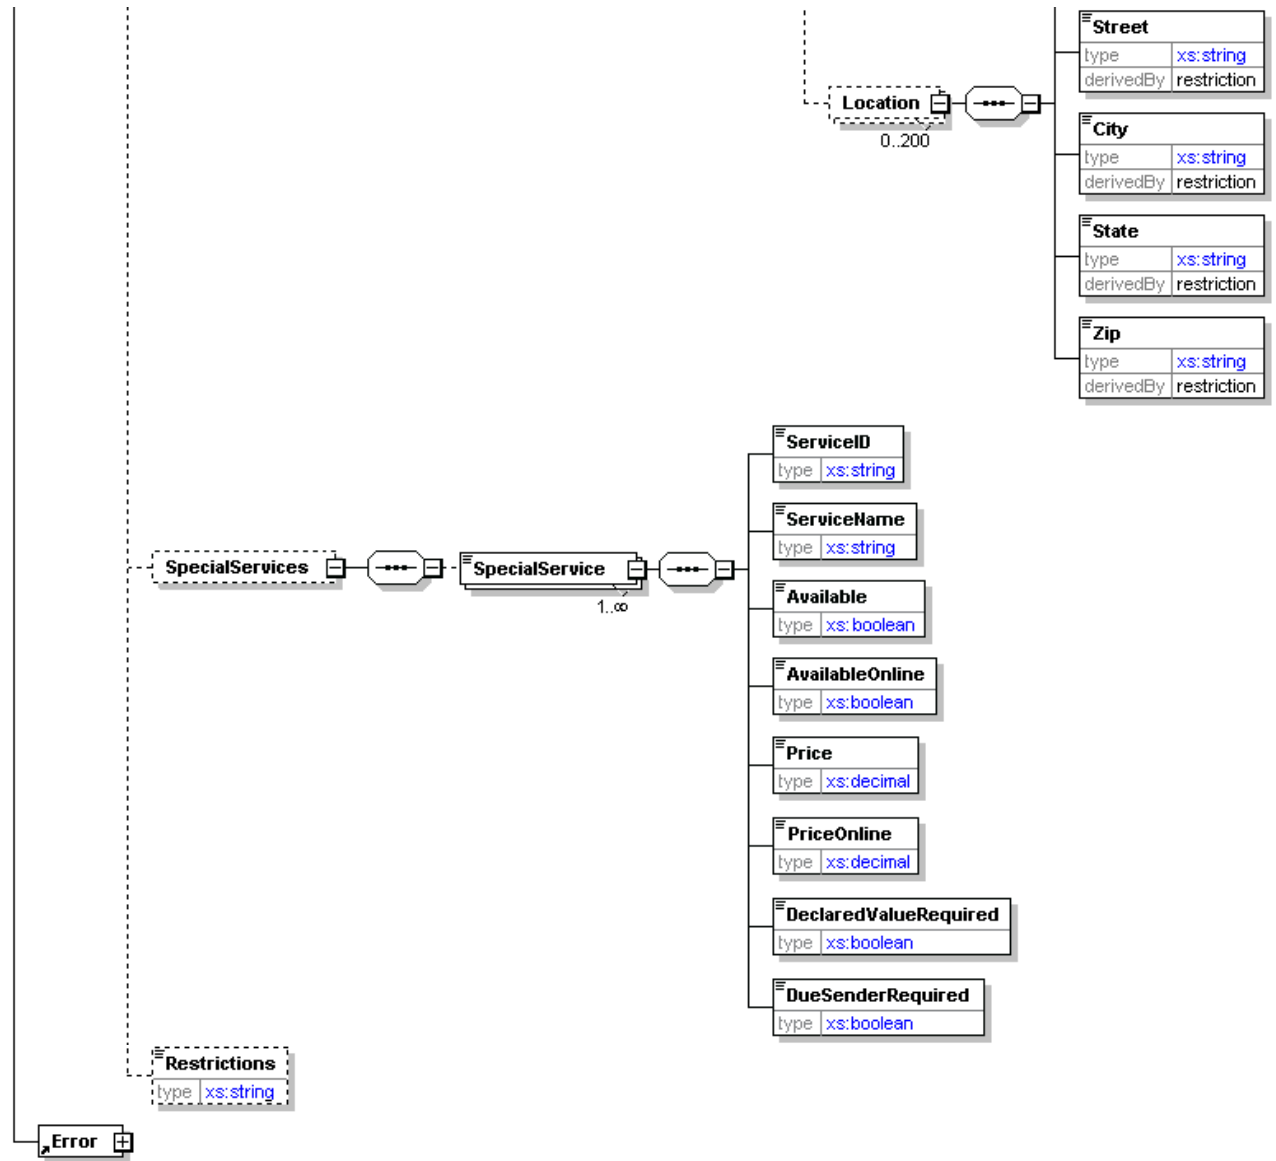 Street
type xs:string
derivedBy restriction
Location
0..200
City
type xs:string
derivedBy restriction
State
type xs:string
derivedBy restriction
Zip
type xs:string
derivedBy restriction
ServiceID
type xs:string
ServiceName
type xs:string
SpecialServices
SpecialService
1..∞
Available
type xs:boolean
AvailableOnline
type xs:boolean
Price
type xs:decimal
PriceOnline
type xs:decimal
DeclaredValueRequired
type xs:boolean
DueSenderRequired
type xs:boolean
Restrictions
type xs:string
Error